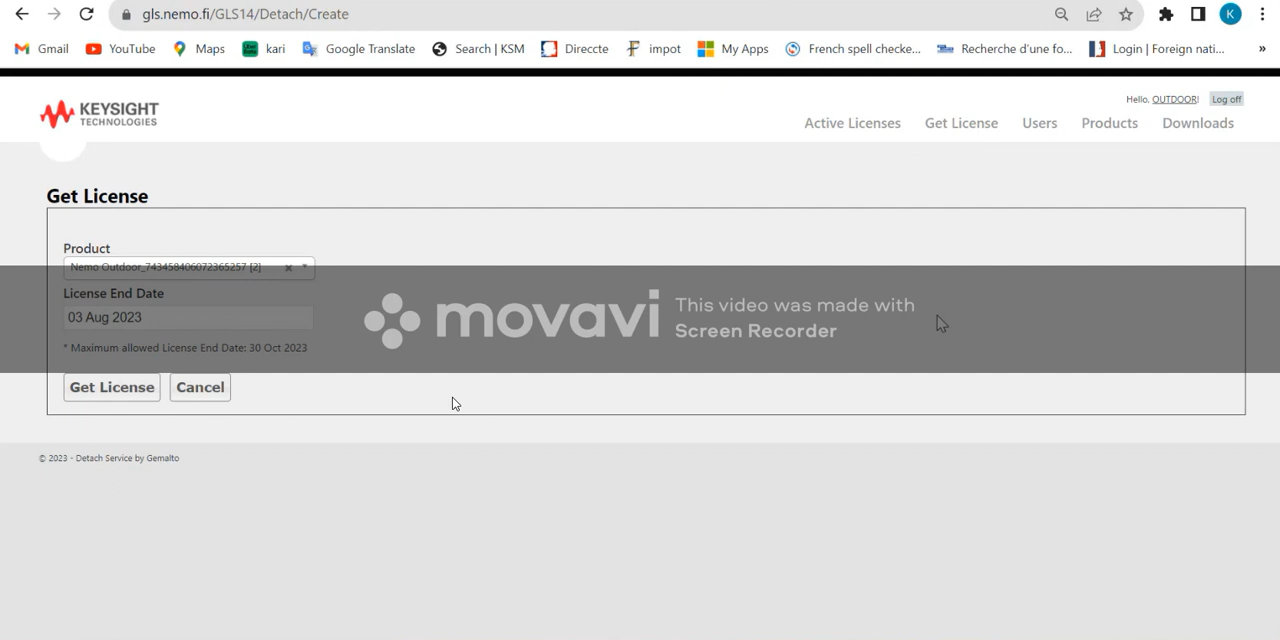 gls.nemo.fi/GLS14/Detach/Create
K
Gmail YouTube Maps kari Google Translate Search | KSM Direccte impot My Apps French spell checke... Recherche d'une fo... Login | Foreign nati... »
KEYSIGHT
TECHNOLOGIES
Hello, OUTDOOR! Log off
Active Licenses Get License Users Products Downloads
Get License
Product
Nemo Outdoor_743458406072365257 [2]
License End Date
03 Aug 2023
* Maximum allowed License End Date: 30 Oct 2023
movavi
This video was made with
Screen Recorder
Get License Cancel
© 2023 - Detach Service by Gemalto